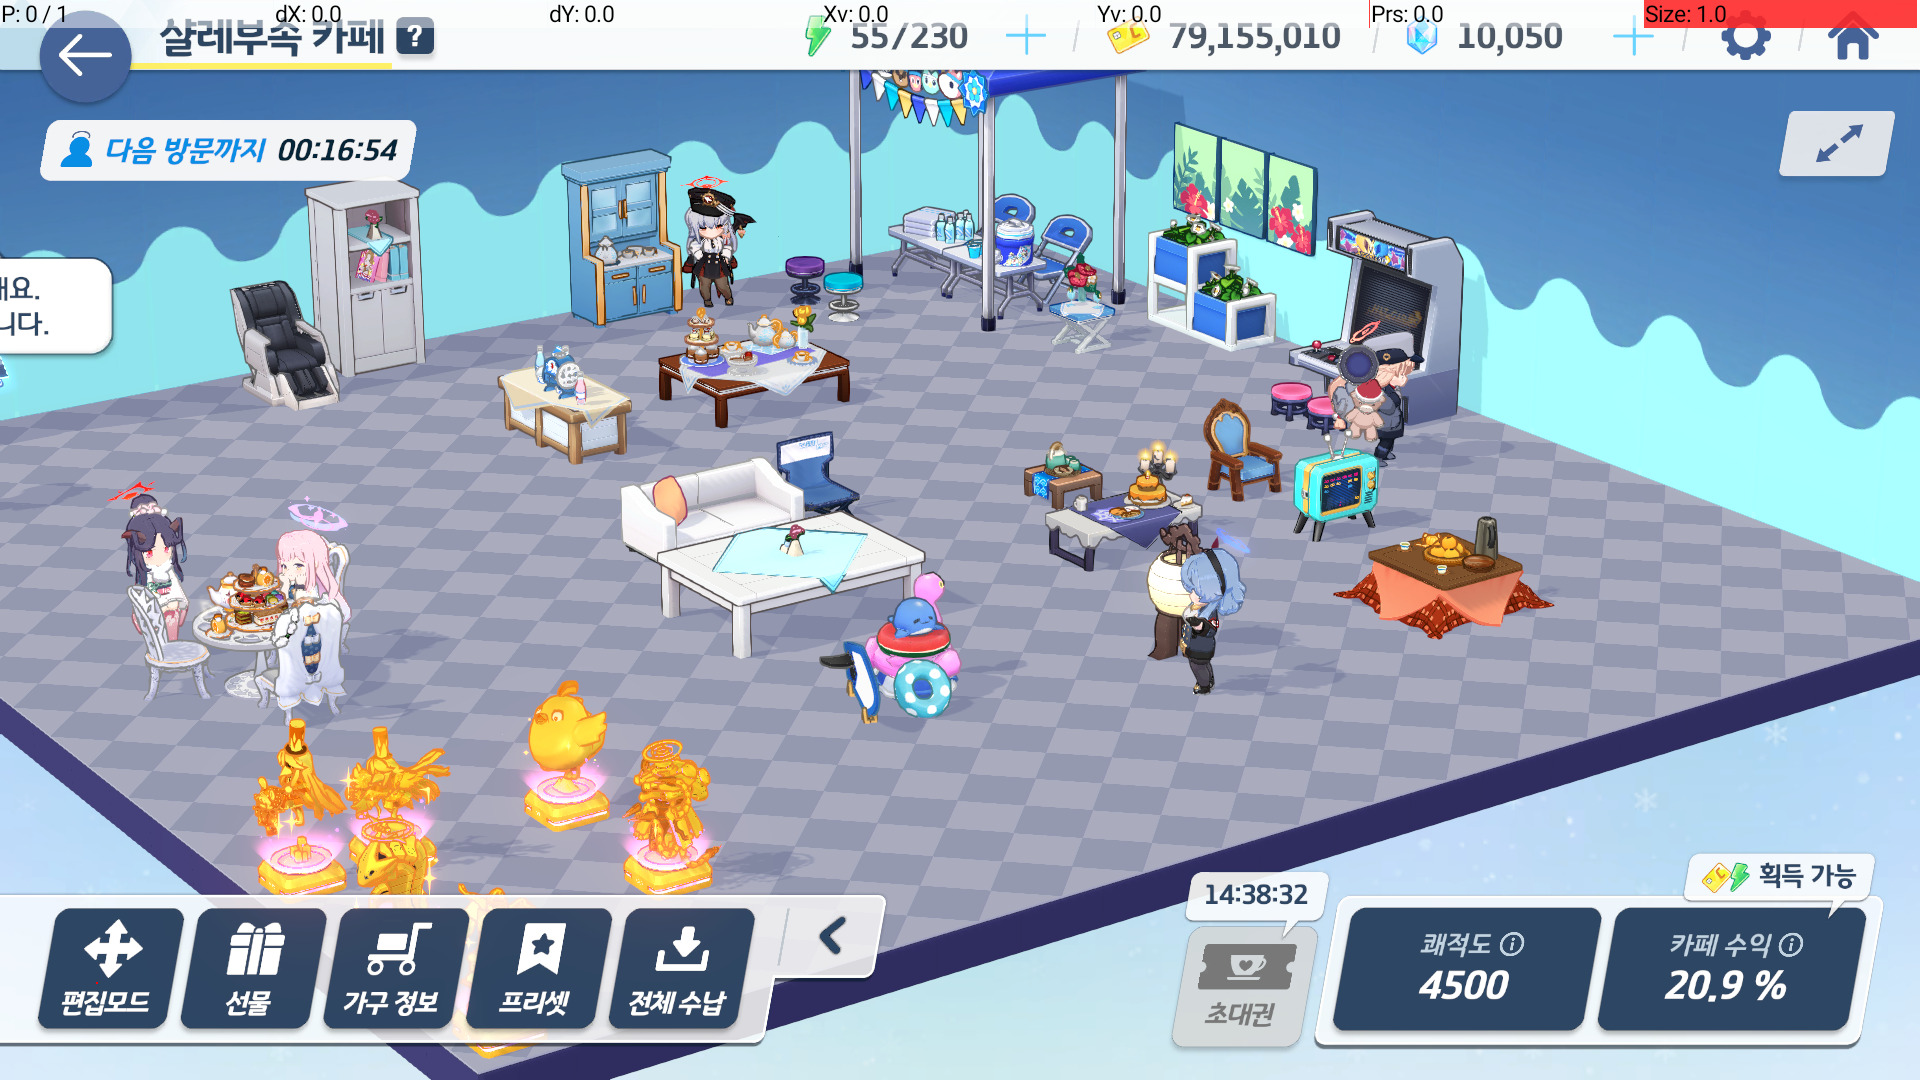 P: 0 / 1 dX: 0.0 dY: 0.0 Xv: 0.0 Yv: 0.0 Prs: 0.0 Size: 1.0
샬레부속 카페 ?
55/230 79,155,010 10,050
다음 방문까지 00:16:54
해요.
니다.
획득 가능
14:38:32
쾌적도
4500
카페 수익
20.9 %
편집모드
선물
가구 정보
프리셋
전체 수납
초대권